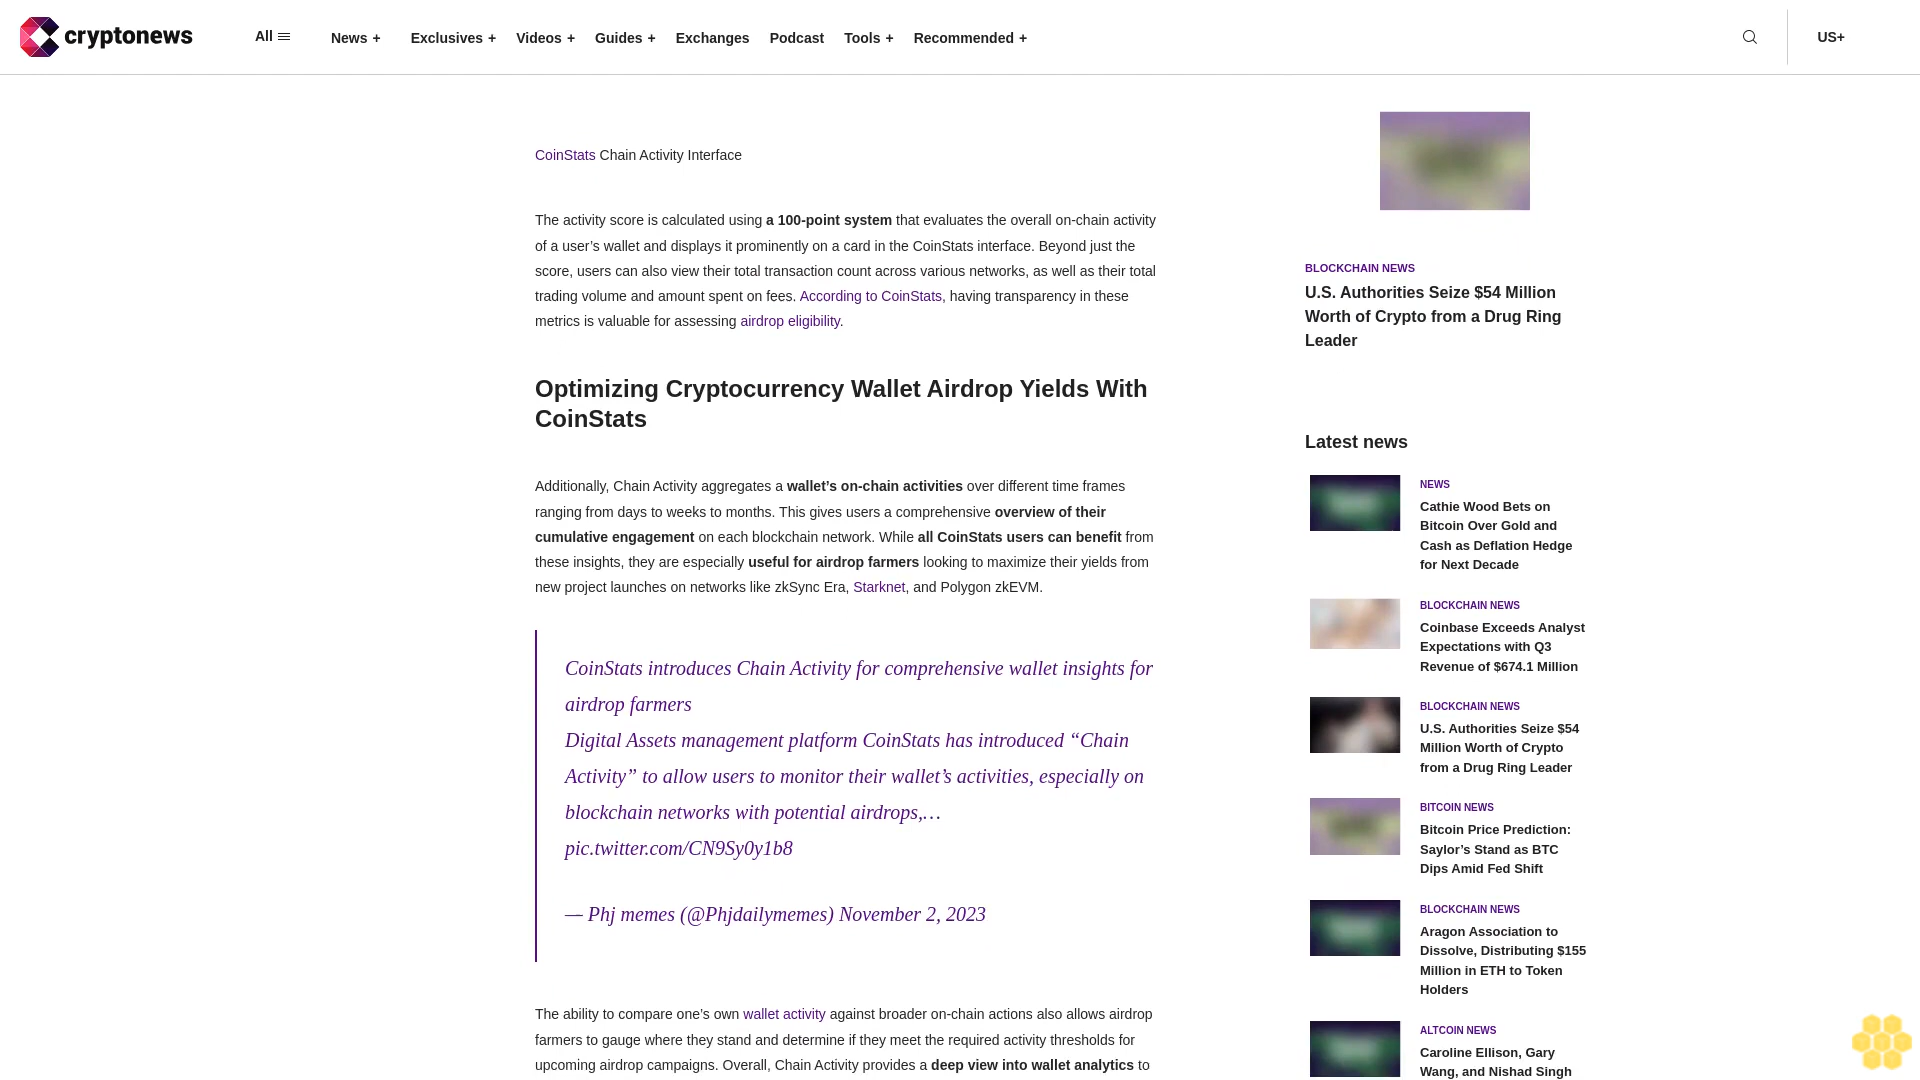 cryptonews
All
News +
Exclusives +
Videos +
Guides +
Exchanges
Podcast
Tools +
Recommended +
US+
CoinStats Chain Activity Interface
The activity score is calculated using a 100-point system that evaluates the overall on-chain activity
of a user’s wallet and displays it prominently on a card in the CoinStats interface. Beyond just the
score, users can also view their total transaction count across various networks, as well as their total
trading volume and amount spent on fees. According to CoinStats, having transparency in these
metrics is valuable for assessing airdrop eligibility.
Optimizing Cryptocurrency Wallet Airdrop Yields With
CoinStats
Additionally, Chain Activity aggregates a wallet’s on-chain activities over different time frames
ranging from days to weeks to months. This gives users a comprehensive overview of their
cumulative engagement on each blockchain network. While all CoinStats users can benefit from
these insights, they are especially useful for airdrop farmers looking to maximize their yields from
new project launches on networks like zkSync Era, Starknet, and Polygon zkEVM.
CoinStats introduces Chain Activity for comprehensive wallet insights for
airdrop farmers
Digital Assets management platform CoinStats has introduced “Chain
Activity” to allow users to monitor their wallet’s activities, especially on
blockchain networks with potential airdrops,…
pic.twitter.com/CN9Sy0y1b8
— Phj memes (@Phjdailymemes) November 2, 2023
The ability to compare one’s own wallet activity against broader on-chain actions also allows airdrop
farmers to gauge where they stand and determine if they meet the required activity thresholds for
upcoming airdrop campaigns. Overall, Chain Activity provides a deep view into wallet analytics to
BLOCKCHAIN NEWS
U.S. Authorities Seize $54 Million
Worth of Crypto from a Drug Ring
Leader
Latest news
NEWS
Cathie Wood Bets on
Bitcoin Over Gold and
Cash as Deflation Hedge
for Next Decade
BLOCKCHAIN NEWS
Coinbase Exceeds Analyst
Expectations with Q3
Revenue of $674.1 Million
BLOCKCHAIN NEWS
U.S. Authorities Seize $54
Million Worth of Crypto
from a Drug Ring Leader
BITCOIN NEWS
Bitcoin Price Prediction:
Saylor’s Stand as BTC
Dips Amid Fed Shift
BLOCKCHAIN NEWS
Aragon Association to
Dissolve, Distributing $155
Million in ETH to Token
Holders
ALTCOIN NEWS
Caroline Ellison, Gary
Wang, and Nishad Singh